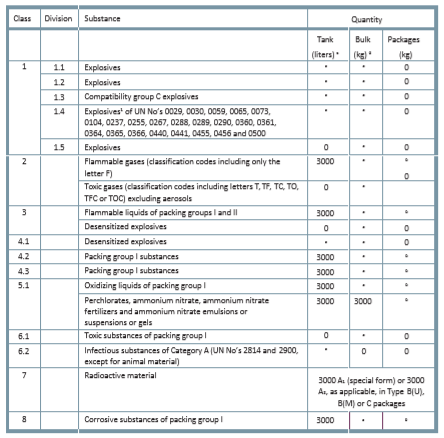 Class Division Substance Quantity
Tank Bulk Packages
(liters) ᵃ (kg) ᵃ (kg)
1 1.1 Explosives ᵃ ᵃ 0
1.2 Explosives ᵃ ᵃ 0
1.3 Compatibility group C explosives ᵃ ᵃ 0
1.4 Explosivesᵇ of UN No's 0029, 0030, 0059, 0065, 0073, ᵃ ᵃ 0
0104, 0237, 0255, 0267, 0288, 0289, 0290, 0360, 0361,
0364, 0365, 0366, 0440, 0441, 0455, 0456 and 0500
1.5 Explosives 0 ᵃ 0
2 Flammable gases (classification codes including only the 3000 ᵃ ᵇ
letter F) 0
Toxic gases (classification codes including letters T, TF, TC, TO, 0 ᵃ
TFC or TOC) excluding aerosols
3 Flammable liquids of packing groups I and II 3000 ᵃ ᵇ
Desensitized explosives 0 ᵃ 0
4.1 Desensitized explosives ᵃ ᵃ 0
4.2 Packing group I substances 3000 ᵃ ᵇ
4.3 Packing group I substances 3000 ᵃ ᵇ
5.1 Oxidizing liquids of packing group I 3000 ᵃ ᵇ
Perchlorates, ammonium nitrate, ammonium nitrate 3000 3000 ᵇ
fertilizers and ammonium nitrate emulsions or
suspensions or gels
6.1 Toxic substances of packing group I 0 ᵃ 0
6.2 Infectious substances of Category A (UN No's 2814 and 2900, ᵃ 0 0
except for animal material)
7 Radioactive material 3000 A₁ (special form) or 3000
A₂, as applicable, in Type B(U),
B(M) or C packages
8 Corrosive substances of packing group I 3000 ᵃ ᵇ